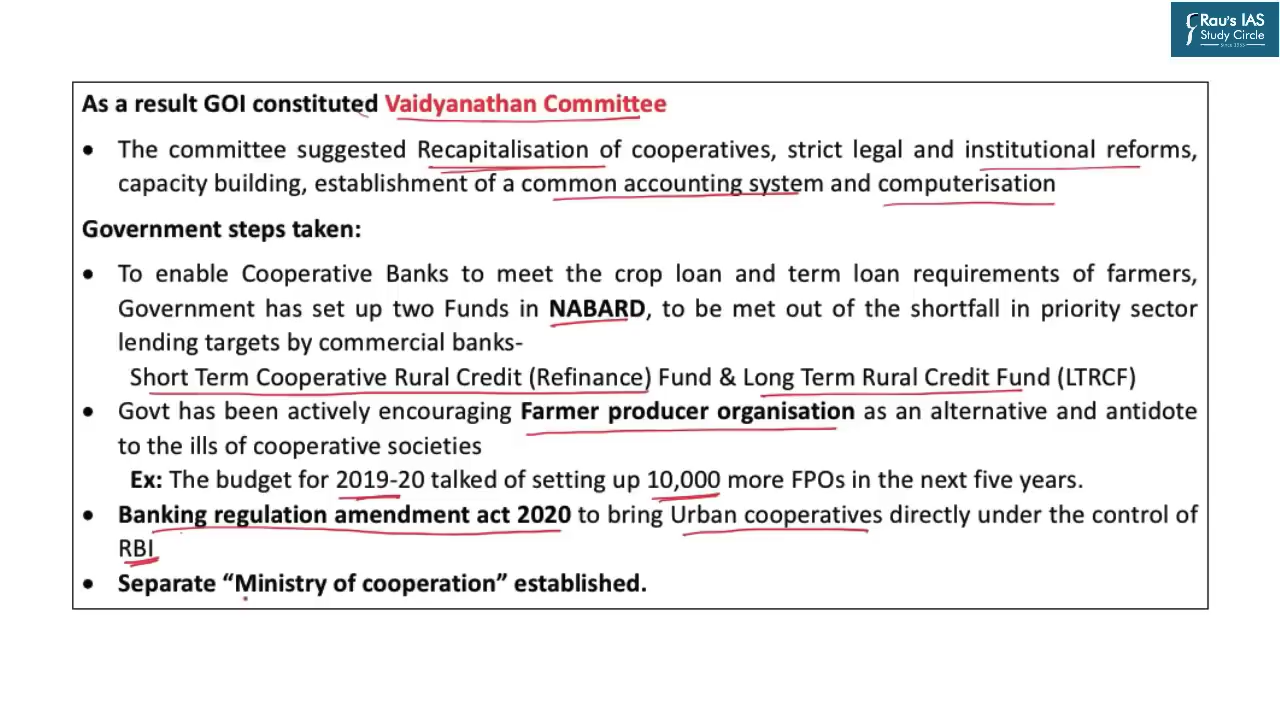 Rau's IAS
Study Circle
Since 1953
As a result GOI constituted Vaidyanathan Committee
• The committee suggested Recapitalisation of cooperatives, strict legal and institutional reforms,
capacity building, establishment of a common accounting system and computerisation
Government steps taken:
• To enable Cooperative Banks to meet the crop loan and term loan requirements of farmers,
Government has set up two Funds in NABARD, to be met out of the shortfall in priority sector
lending targets by commercial banks-
Short Term Cooperative Rural Credit (Refinance) Fund & Long Term Rural Credit Fund (LTRCF)
• Govt has been actively encouraging Farmer producer organisation as an alternative and antidote
to the ills of cooperative societies
Ex: The budget for 2019-20 talked of setting up 10,000 more FPOs in the next five years.
• Banking regulation amendment act 2020 to bring Urban cooperatives directly under the control of
RBI
• Separate “Ministry of cooperation” established.